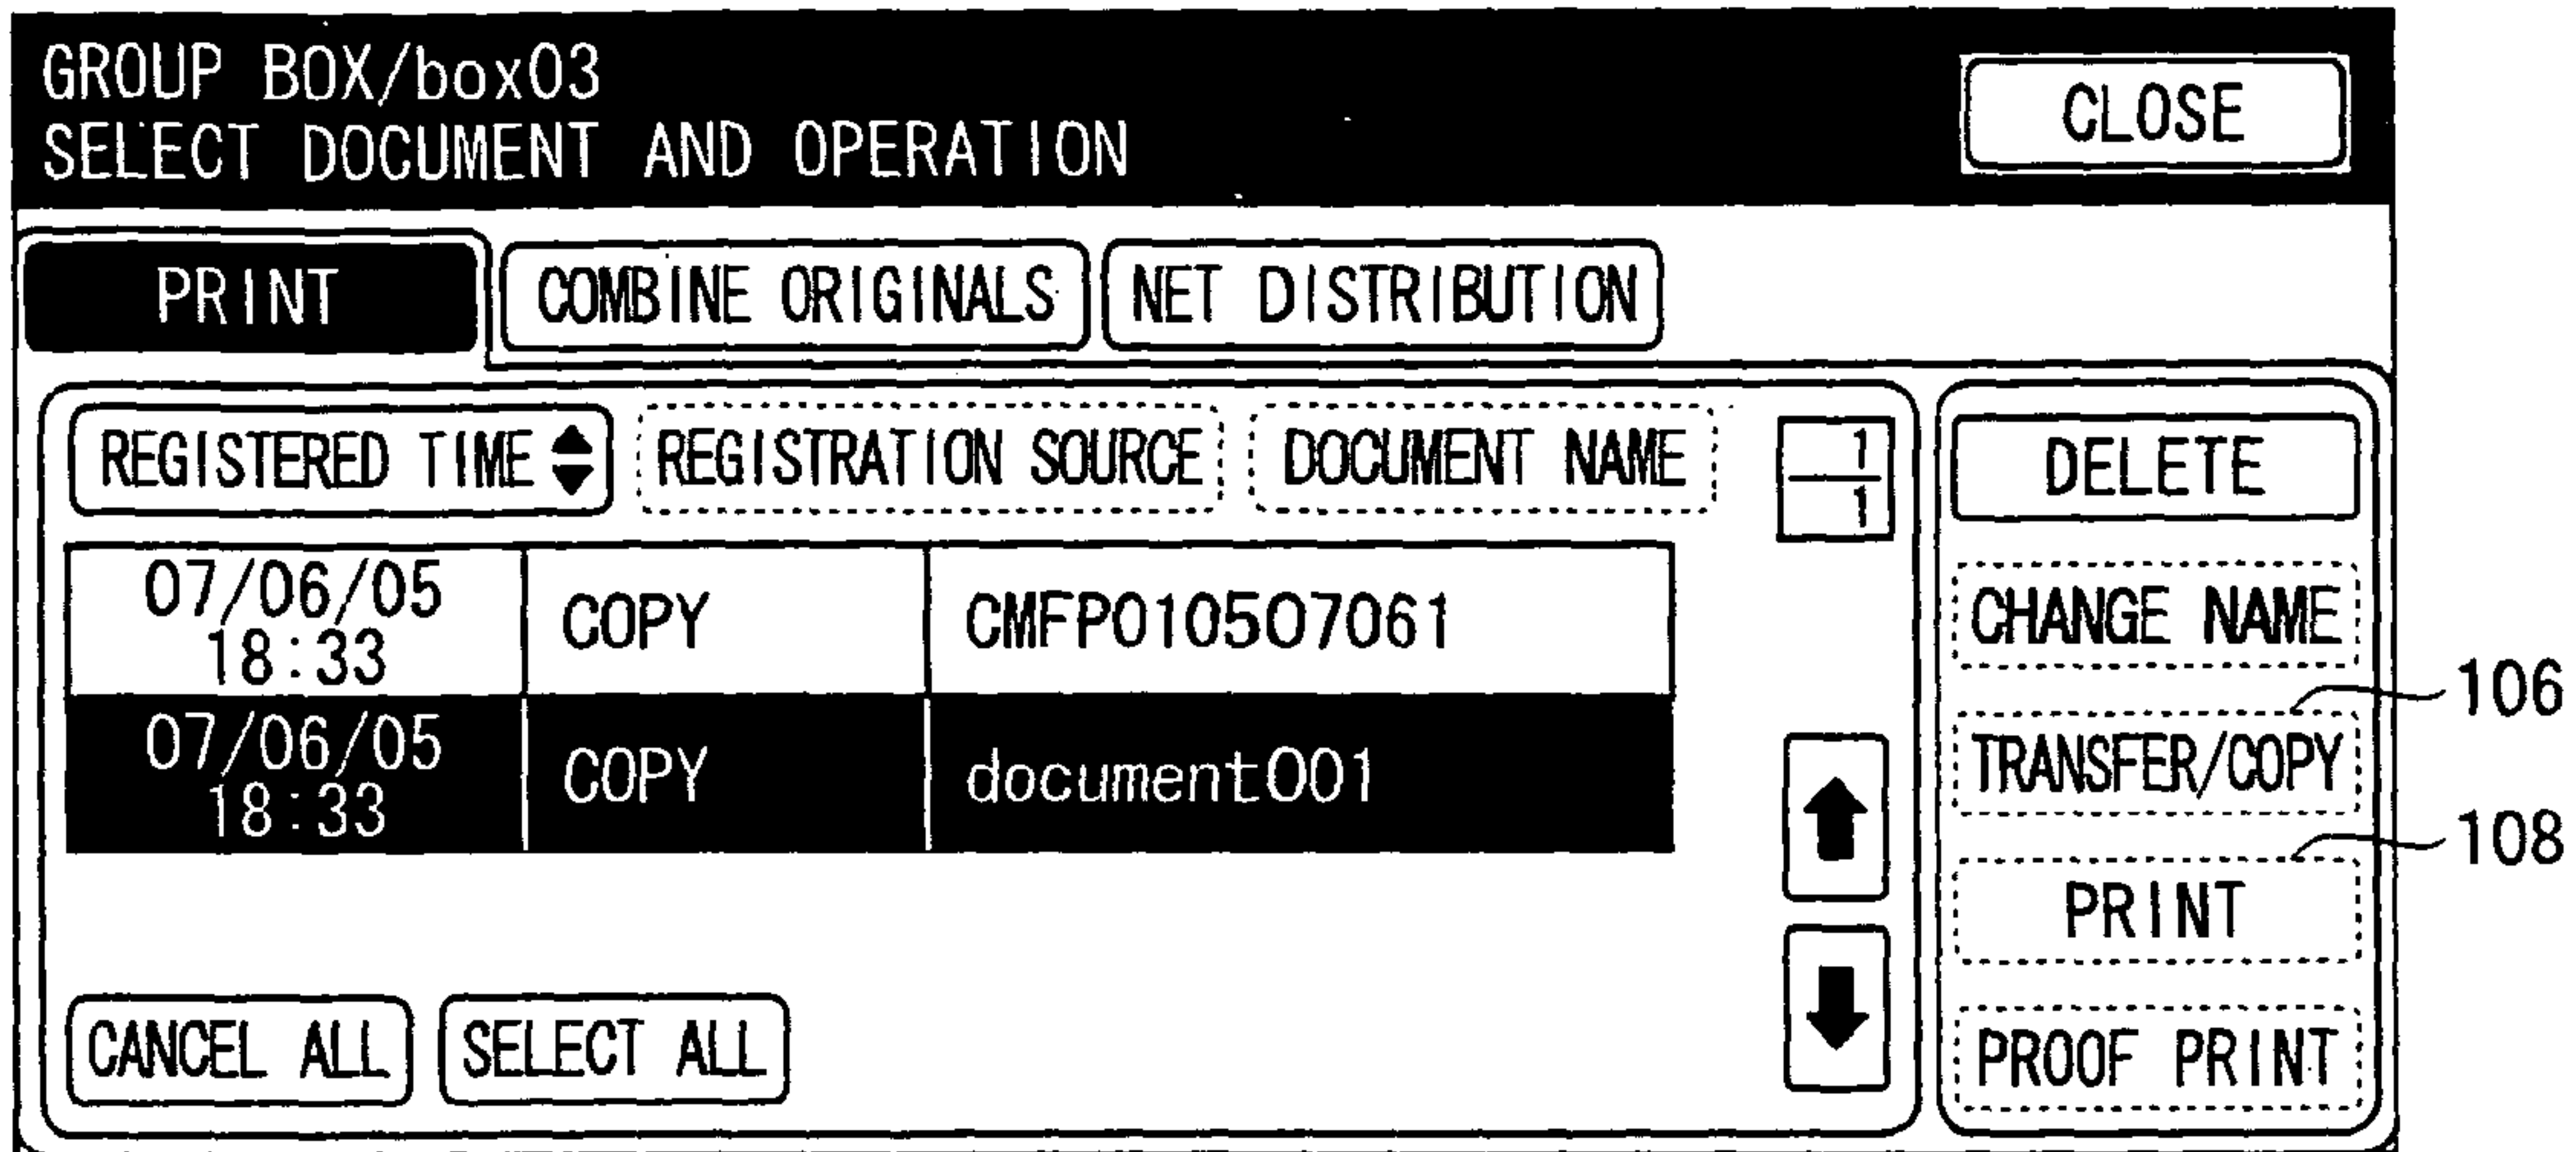 GROUP BOX/box03
SELECT DOCUMENT AND OPERATION
CLOSE
PRINT
COMBINE ORIGINALS
NET DISTRIBUTION
REGISTERED TIME
REGISTRATION SOURCE
DOCUMENT NAME
1
1
07/06/05
18:33
COPY
CMFP010507061
07/06/05
18:33
COPY
document001
CANCEL ALL
SELECT ALL
DELETE
CHANGE NAME
106
TRANSFER/COPY
108
PRINT
PROOF PRINT